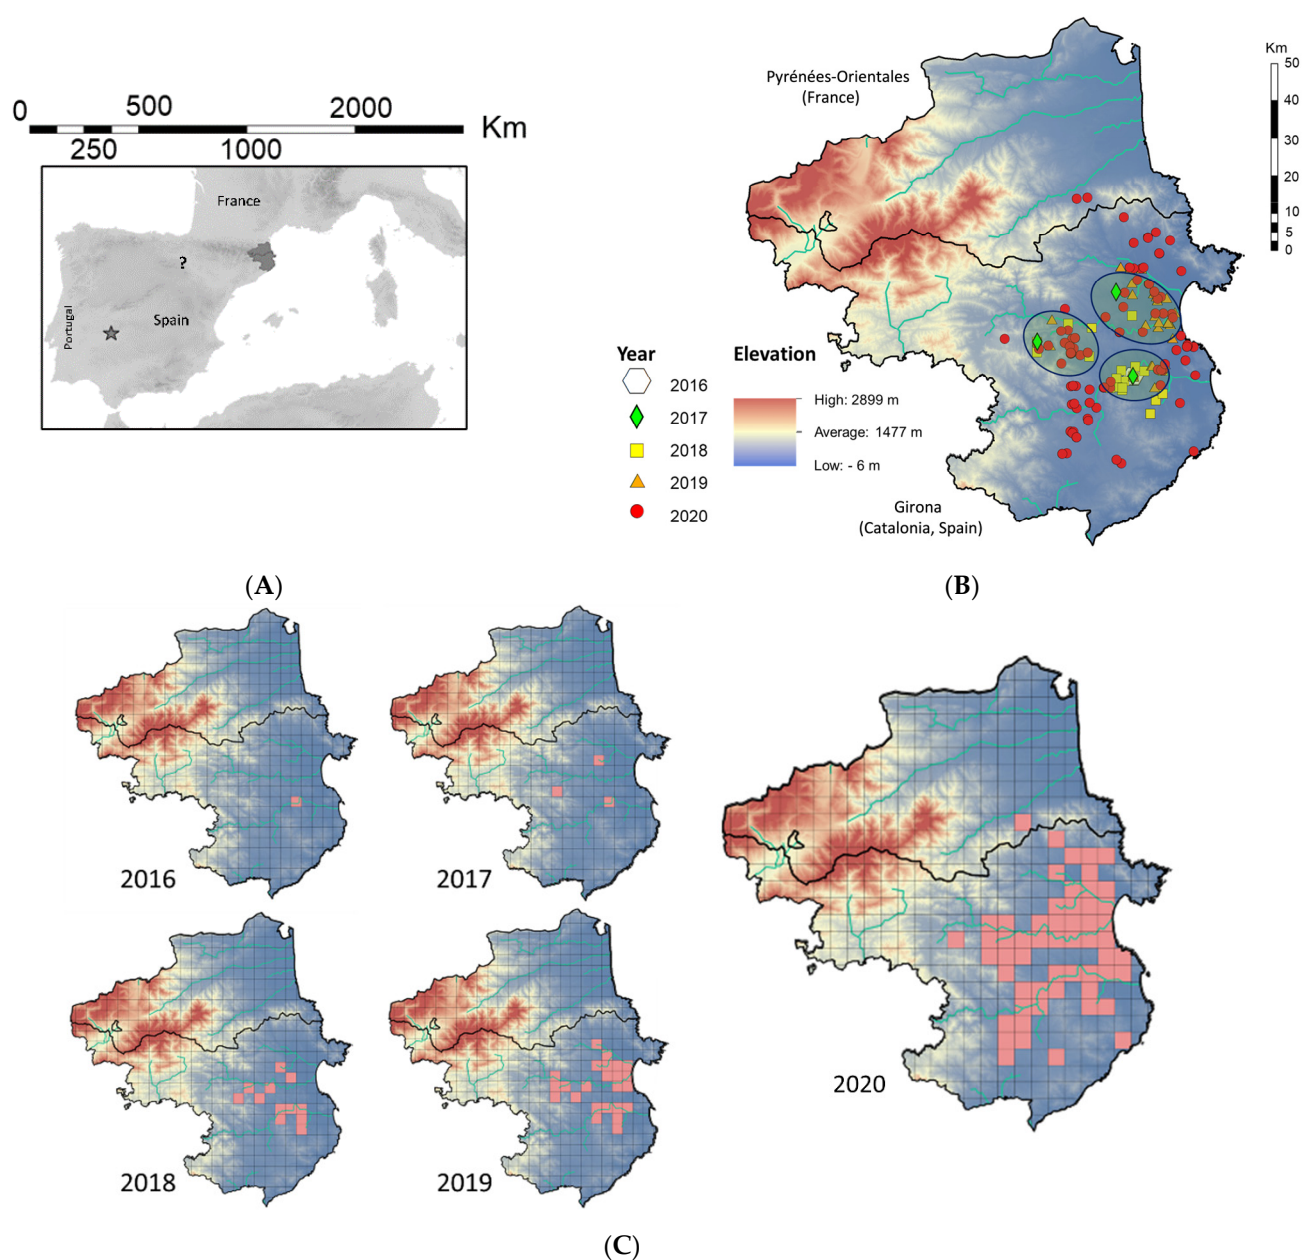 0 500 2000
250 1000 Km
France
?
Portugal
Spain
(A)
Pyrénées-Orientales
(France)
Km
50
40
30
20
10
5
0
Year
2016
2017
2018
2019
2020
Elevation
High: 2899 m
Average: 1477 m
Low: - 6 m
Girona
(Catalonia, Spain)
(B)
2016
2017
2018
2019
2020
(C)